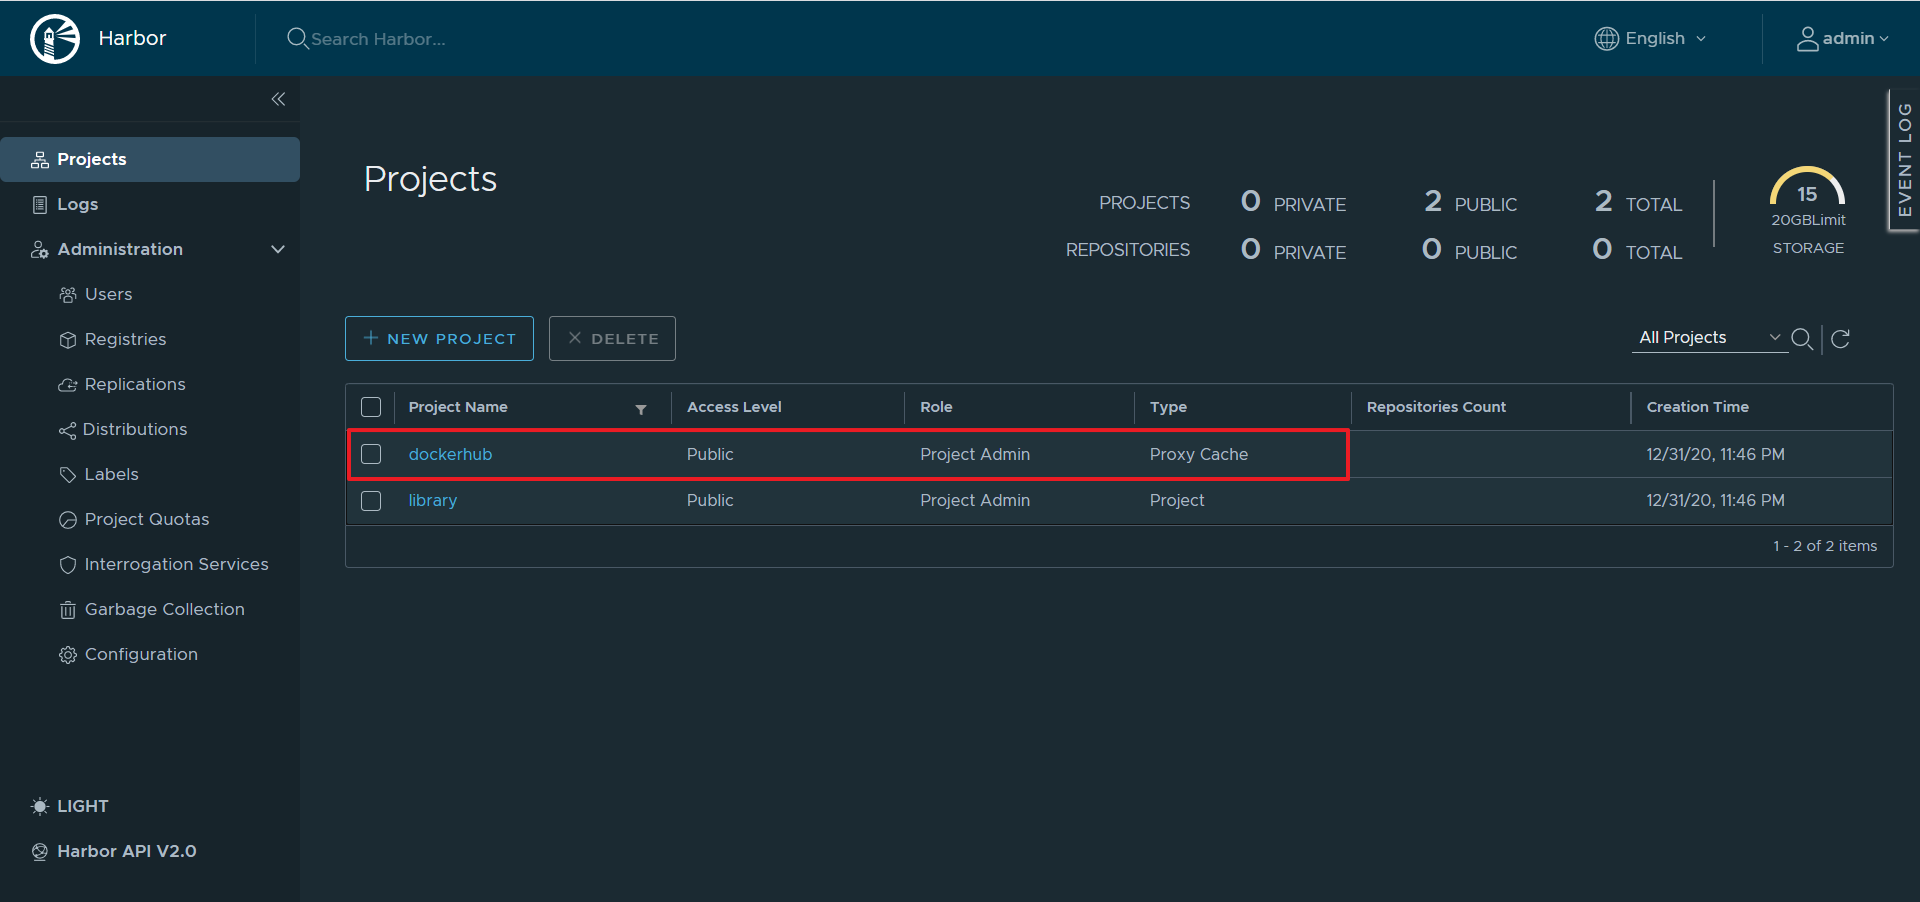 Harbor
Search Harbor...
English
admin
EVENT LOG
Projects
Logs
Administration
Users
Registries
Replications
Distributions
Labels
Project Quotas
Interrogation Services
Garbage Collection
Configuration
LIGHT
Harbor API V2.0
Projects
PROJECTS 0 PRIVATE 2 PUBLIC 2 TOTAL
REPOSITORIES 0 PRIVATE 0 PUBLIC 0 TOTAL
15
20GBLimit
STORAGE
NEW PROJECT DELETE
All Projects
Project Name Access Level Role Type Repositories Count Creation Time
dockerhub Public Project Admin Proxy Cache 12/31/20, 11:46 PM
library Public Project Admin Project 12/31/20, 11:46 PM
1 - 2 of 2 items